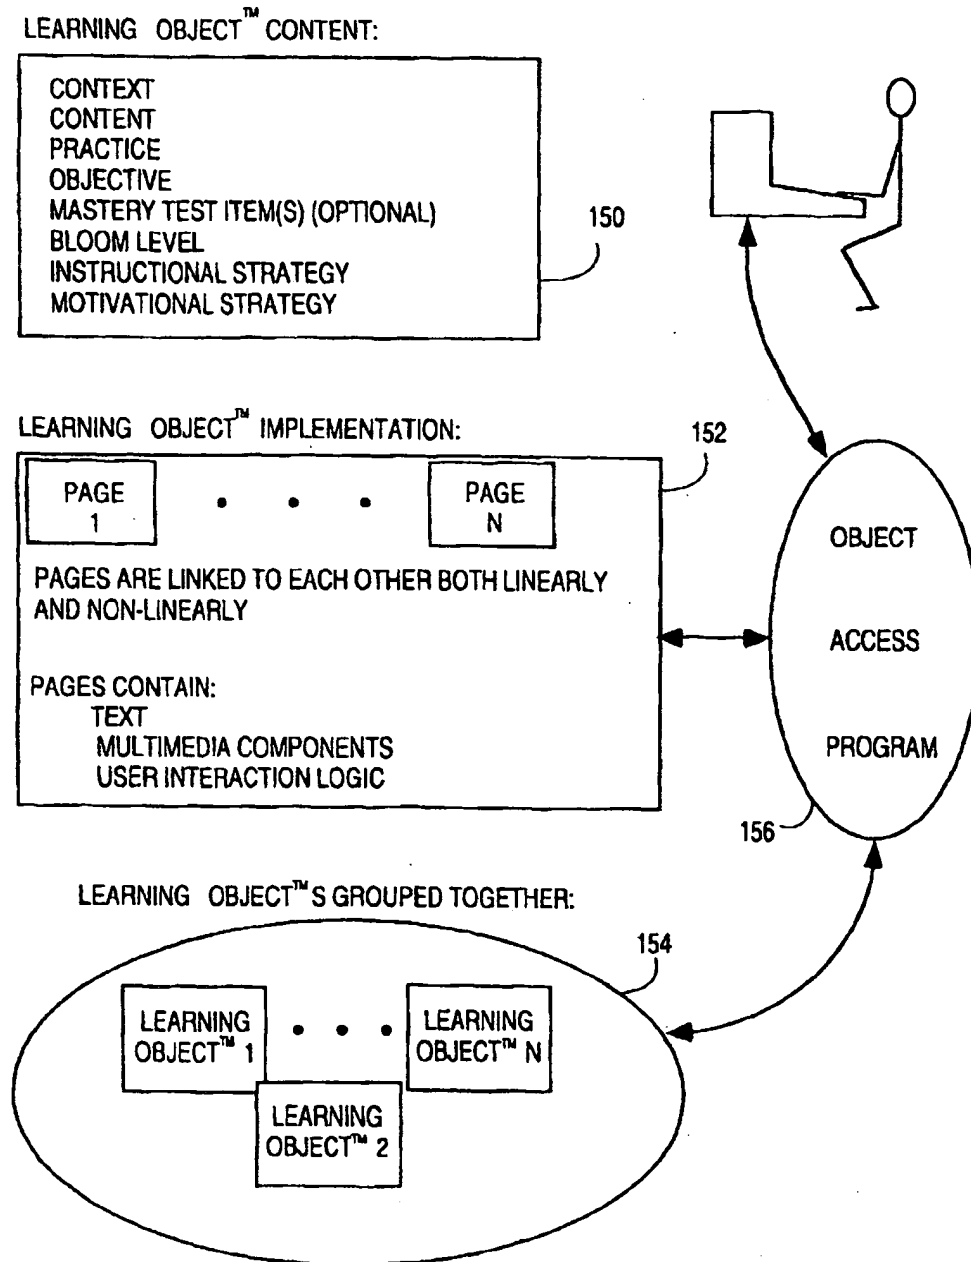 LEARNING OBJECT™ CONTENT:
CONTEXT
CONTENT
PRACTICE
OBJECTIVE
MASTERY TEST ITEM(S) (OPTIONAL)
BLOOM LEVEL
INSTRUCTIONAL STRATEGY
MOTIVATIONAL STRATEGY
150
LEARNING OBJECT™ IMPLEMENTATION:
152
PAGE
1
PAGE
N
PAGES ARE LINKED TO EACH OTHER BOTH LINEARLY
AND NON-LINEARLY
PAGES CONTAIN:
TEXT
MULTIMEDIA COMPONENTS
USER INTERACTION LOGIC
OBJECT
ACCESS
PROGRAM
156
LEARNING OBJECT™S GROUPED TOGETHER:
154
LEARNING
OBJECT™ 1
LEARNING
OBJECT™ 2
LEARNING
OBJECT™ N